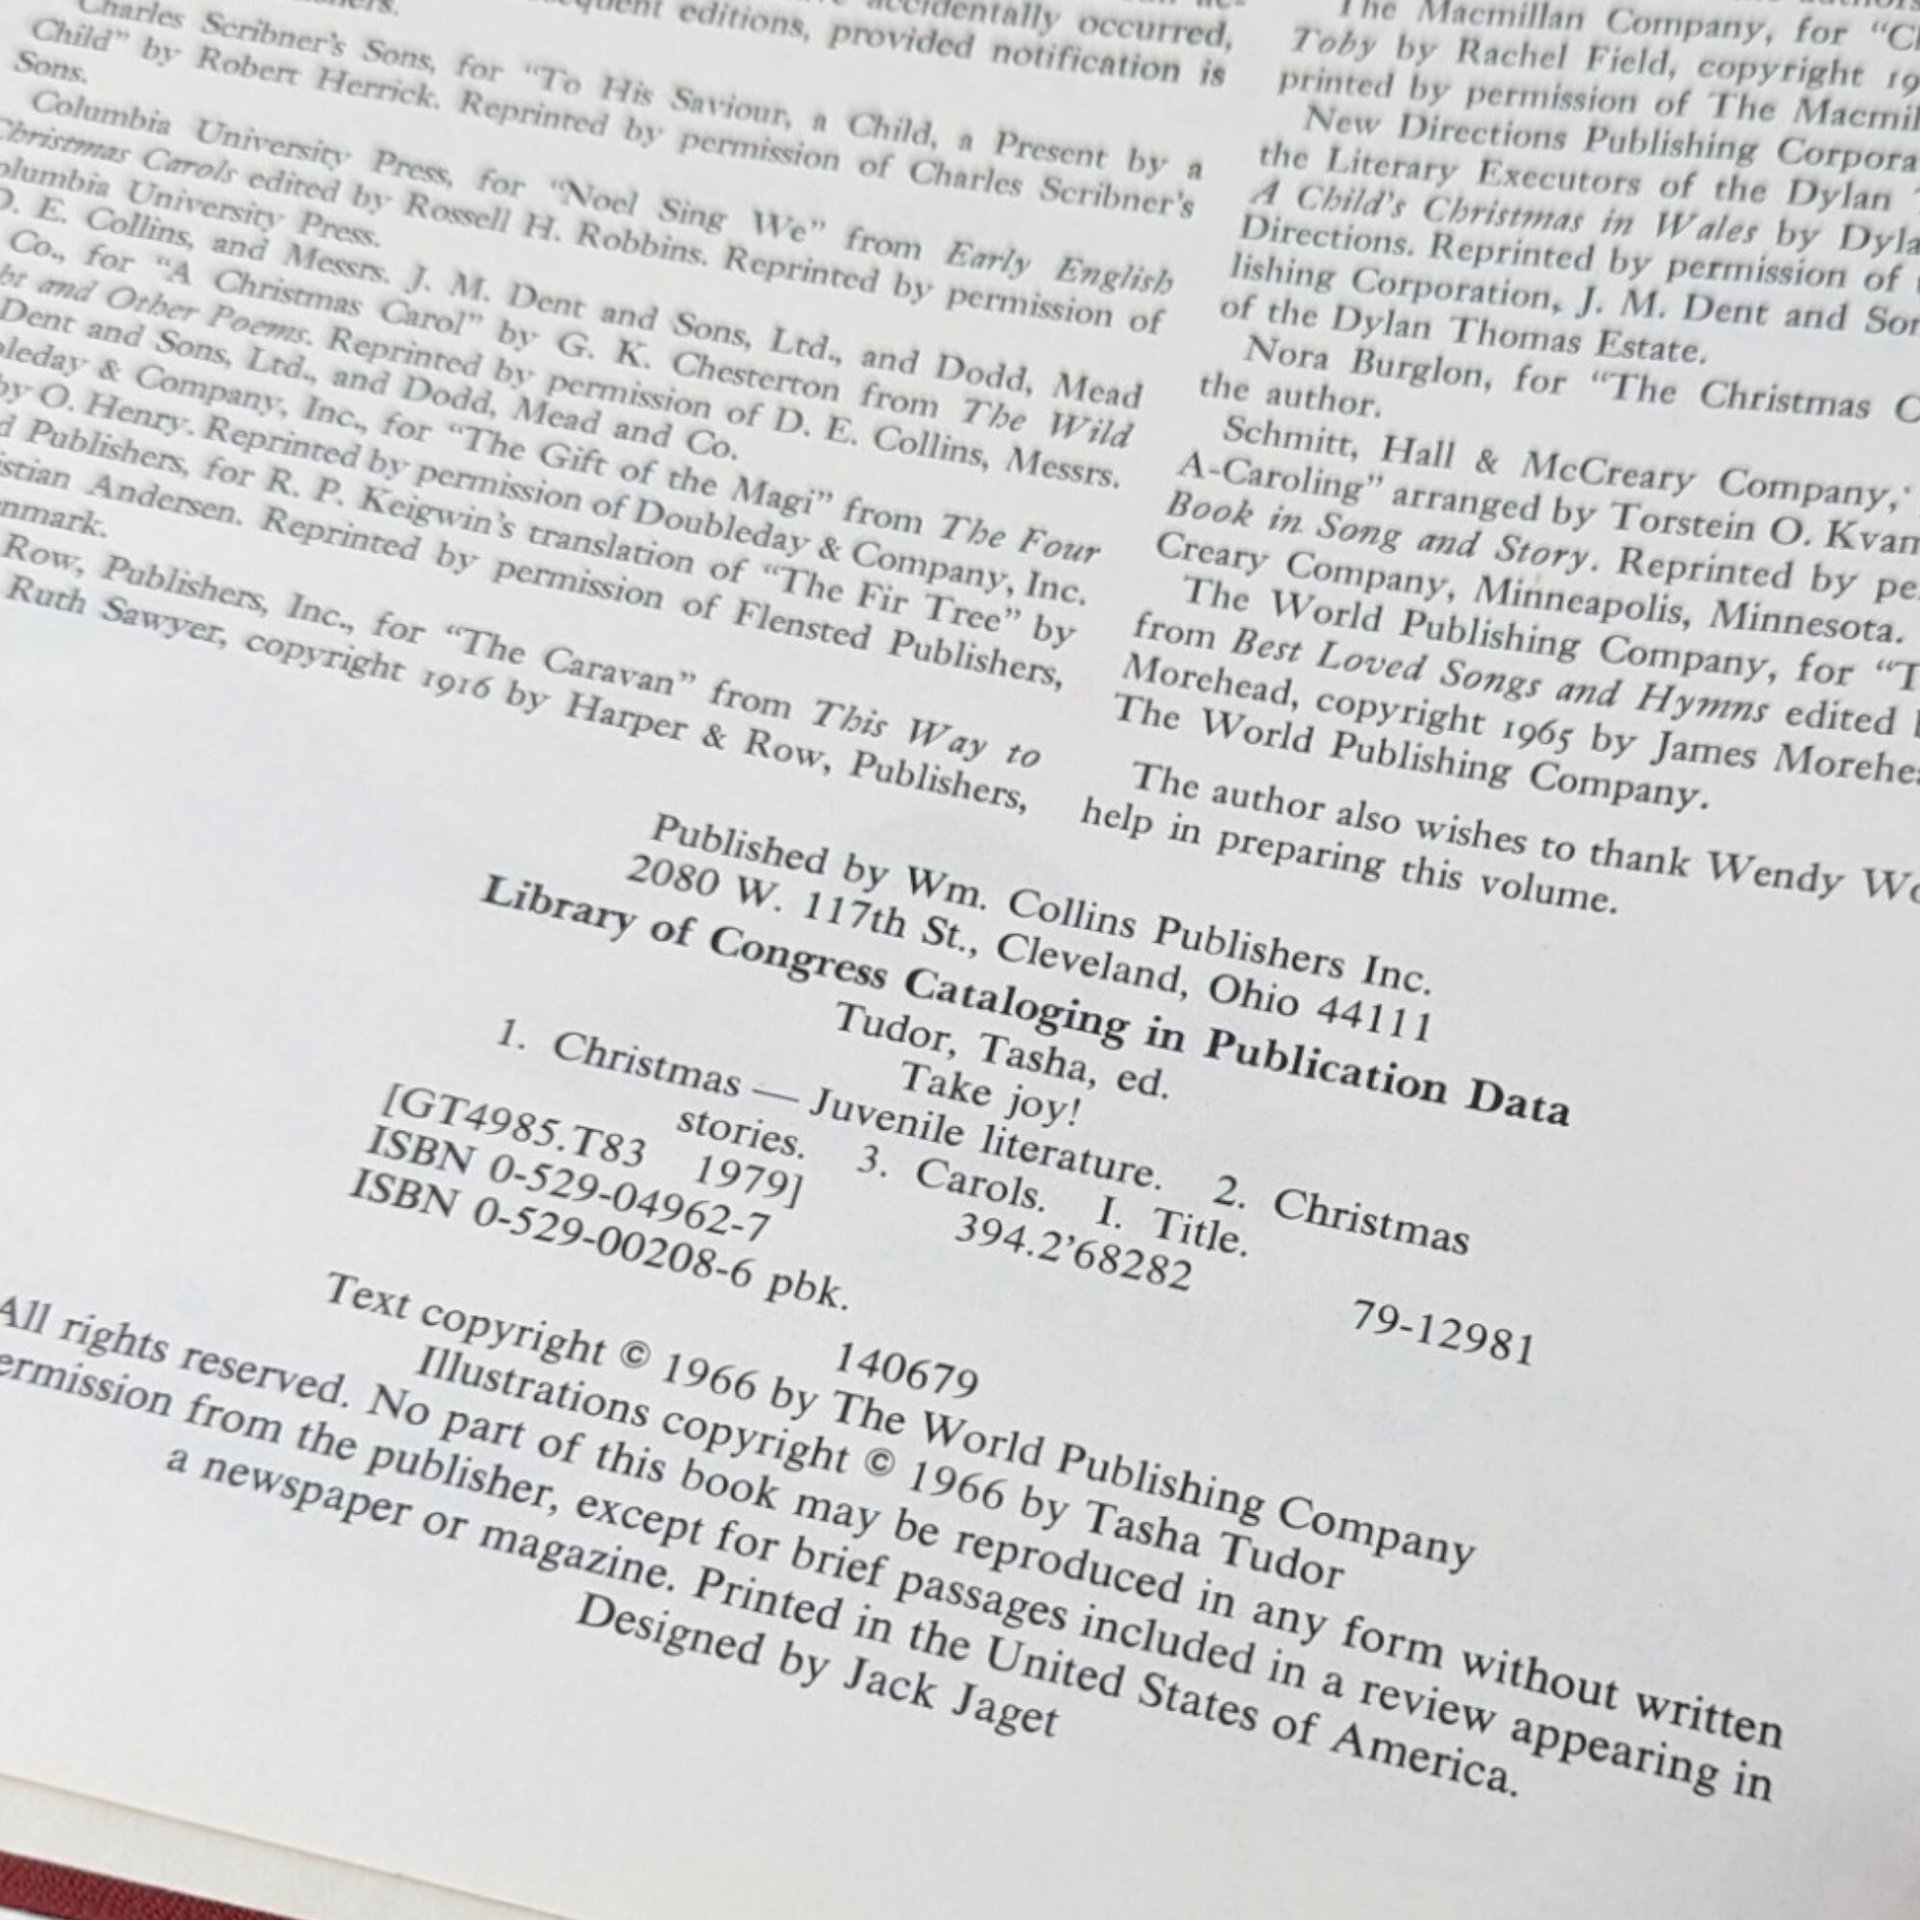 accidentally occurred,
editions, provided notification is
Charles Scribner's Sons, for "To His Saviour, a Child, a Present by a
Child" by Robert Herrick. Reprinted by permission of Charles Scribner's
Sons.
Columbia University Press, for "Noel Sing We" from Early English
Christmas Carols edited by Rossell H. Robbins. Reprinted by permission of
Columbia University Press.
D. E. Collins, and Messrs. J. M. Dent and Sons, Ltd., and Dodd, Mead
Co., for "A Christmas Carol" by G. K. Chesterton from The Wild
and Other Poems. Reprinted by permission of D. E. Collins, Messrs.
Dent and Sons, Ltd., and Dodd, Mead and Co.
& Company, Inc., for "The Gift of the Magi" from The Four
by O. Henry. Reprinted by permission of Doubleday & Company, Inc.
Publishers, for R. P. Keigwin's translation of "The Fir Tree" by
Andersen. Reprinted by permission of Flensted Publishers,
Row, Publishers, Inc., for "The Caravan" from This Way to
Ruth Sawyer, copyright 1916 by Harper & Row, Publishers,
The Macmillan Company, for
Toby by Rachel Field, copyright 19
printed by permission of The Macmil
New Directions Publishing Corpora
the Literary Executors of the Dylan
A Child's Christmas in Wales by Dyla
Directions. Reprinted by permission of
lishing Corporation, J. M. Dent and Son
of the Dylan Thomas Estate.
Nora Burglon, for "The Christmas C
the author.
Schmitt, Hall & McCreary Company,
A-Caroling" arranged by Torstein O. Kvam
Book in Song and Story. Reprinted by pe
Creary Company, Minneapolis, Minnesota.
The World Publishing Company, for "T
from Best Loved Songs and Hymns edited
Morehead, copyright 1965 by James Morehea
The World Publishing Company.
The author also wishes to thank Wendy Wo
help in preparing this volume.
Published by Wm. Collins Publishers Inc.
2080 W. 117th St., Cleveland, Ohio 44111
Library of Congress Cataloging in Publication Data
Tudor, Tasha, ed.
Take joy!
1. Christmas — Juvenile literature. 2. Christmas
stories. 3. Carols. I. Title.
[GT4985.T83 1979] 394.2'68282 79-12981
ISBN 0-529-04962-7
ISBN 0-529-00208-6 pbk.
140679
Text copyright © 1966 by The World Publishing Company
Illustrations copyright © 1966 by Tasha Tudor
All rights reserved. No part of this book may be reproduced in any form without written
ermission from the publisher, except for brief passages included in a review appearing in
a newspaper or magazine. Printed in the United States of America.
Designed by Jack Jaget